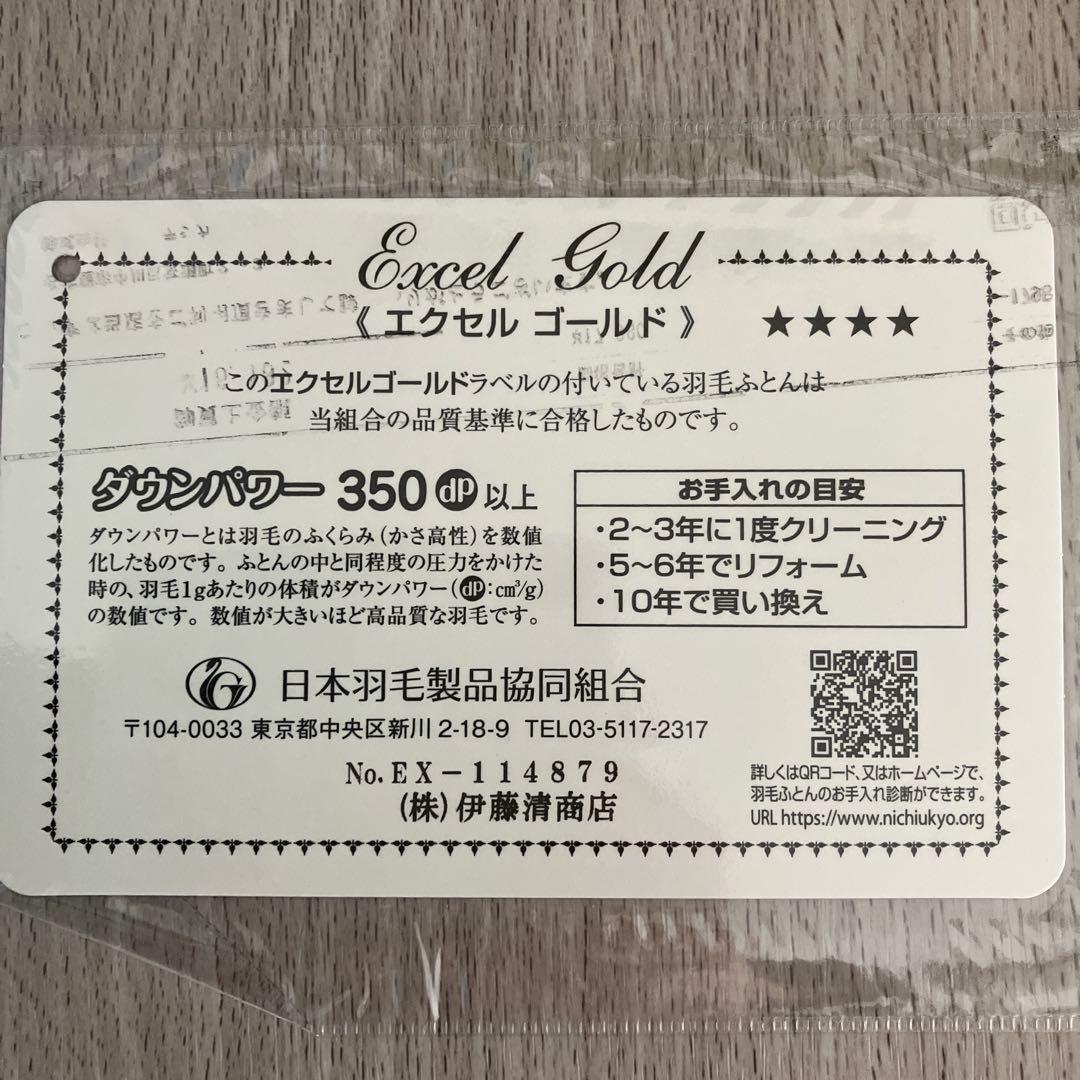 Excel Gold
《 エクセル ゴールド 》 ★★★★
このエクセルゴールドラベルの付いている羽毛ふとんは
当組合の品質基準に合格したものです。
ダウンパワー 350 dp 以上
ダウンパワーとは羽毛のふくらみ（かさ高性）を数値
化したものです。ふとんの中と同程度の圧力をかけた
時の、羽毛1gあたりの体積がダウンパワー（dp：cm³/g）
の数値です。数値が大きいほど高品質な羽毛です。
お手入れの目安
・2〜3年に1度クリーニング
・5〜6年でリフォーム
・10年で買い換え
日本羽毛製品協同組合
〒104-0033 東京都中央区新川 2-18-9 TEL03-5117-2317
No.EX-114879
(株)伊藤清商店
詳しくはQRコード、又はホームページで、
羽毛ふとんのお手入れ診断ができます。
URL https://www.nichiukyo.org